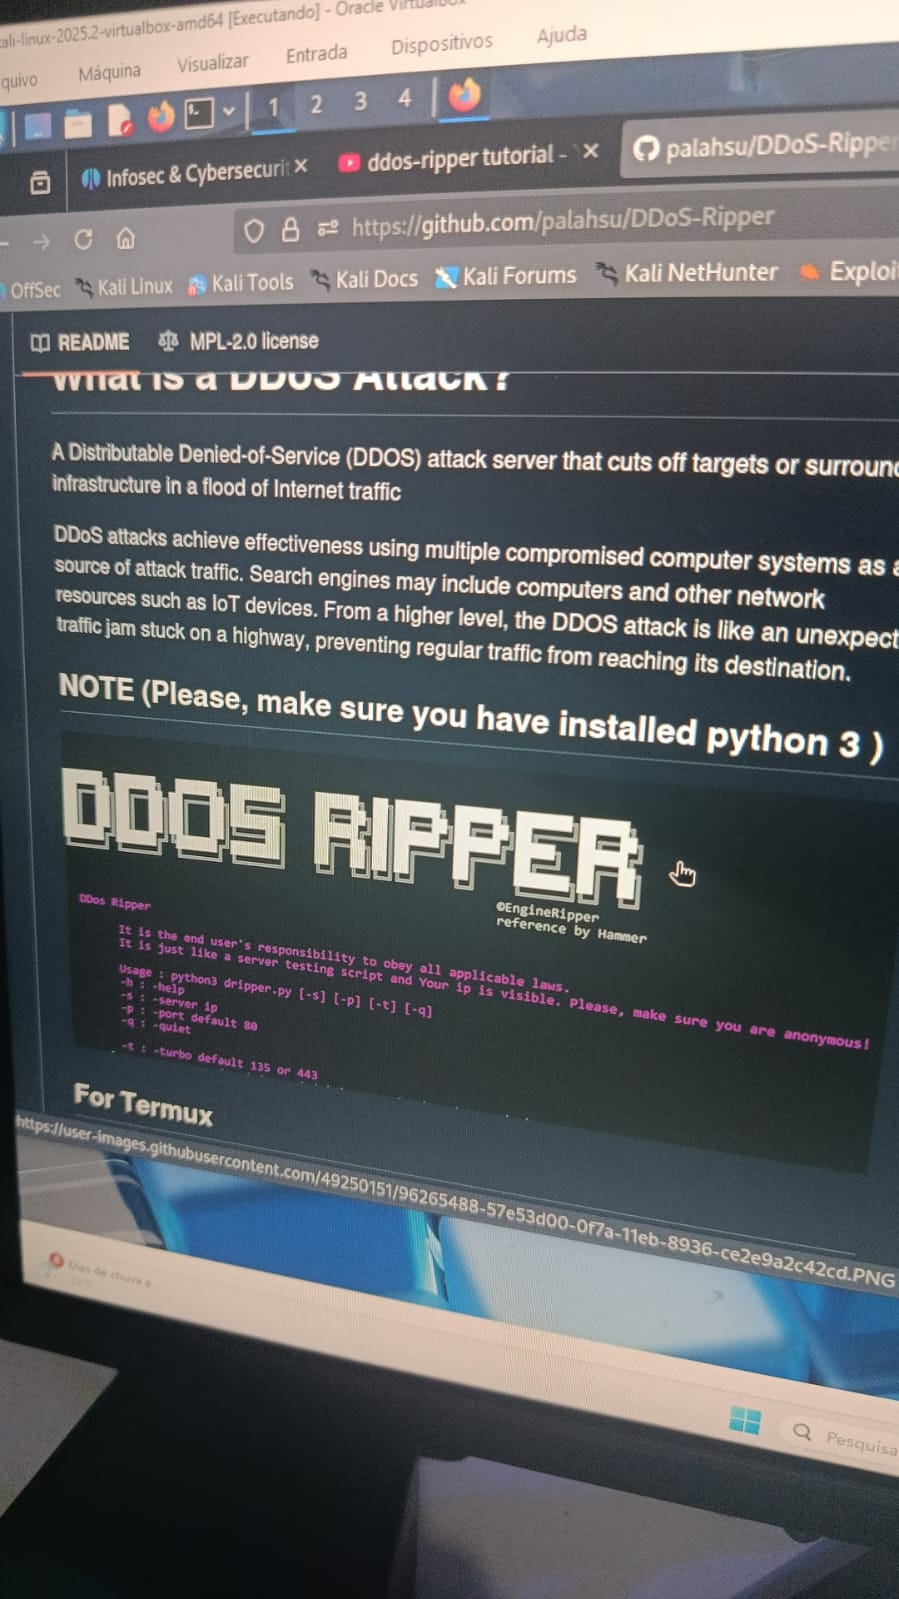 ali-linux-2025.2-virtualbox-amd64 [Executando] - Oracle VirtualBox
quivo Máquina Visualizar Entrada Dispositivos Ajuda
1 2 3 4
Infosec & Cybersecurit ddos-ripper tutorial - palahsu/DDoS-Ripper
https://github.com/palahsu/DDoS-Ripper
OffSec Kali Linux Kali Tools Kali Docs Kali Forums Kali NetHunter Exploi
README MPL-2.0 license
What is a DDoS Attack?
A Distributable Denied-of-Service (DDOS) attack server that cuts off targets or surround
infrastructure in a flood of Internet traffic
DDoS attacks achieve effectiveness using multiple compromised computer systems as a
source of attack traffic. Search engines may include computers and other network
resources such as IoT devices. From a higher level, the DDOS attack is like an unexpect
traffic jam stuck on a highway, preventing regular traffic from reaching its destination.
NOTE (Please, make sure you have installed python 3 )
DDOS RIPPER
©EngineRipper
reference by Hammer
DDos Ripper
It is the end user's responsibility to obey all applicable laws.
It is just like a server testing script and Your ip is visible. Please, make sure you are anonymous!
Usage : python3 dripper.py [-s] [-p] [-t] [-q]
-h : -help
-s : -server ip
-p : -port default 80
-q : -quiet
-t : -turbo default 135 or 443
For Termux
https://user-images.githubusercontent.com/49250151/96265488-57e53d00-0f7a-11eb-8936-ce2e9a2c42cd.PNG
Dias de chuva à
Pesquisa